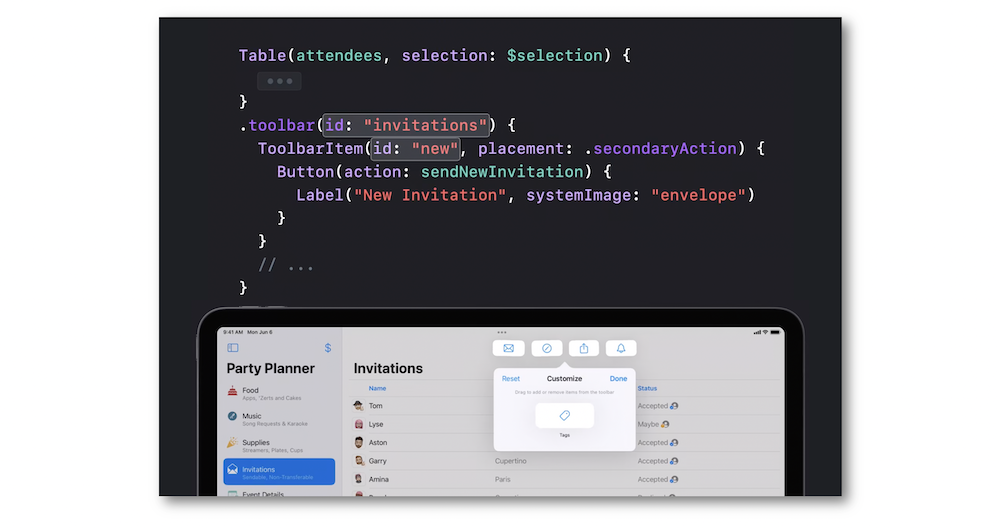 Table(attendees, selection: $selection) {
}
.toolbar(id: "invitations") {
ToolbarItem(id: "new", placement: .secondaryAction) {
Button(action: sendNewInvitation) {
Label("New Invitation", systemImage: "envelope")
}
}
// ...
}
9:41 AM Mon Jun 6
Party Planner
Food
Apps, 'Zerts and Cakes
Music
Song Requests & Karaoke
Supplies
Streamers, Plates, Cups
Invitations
Sendable, Non-Transferable
Event Details
Invitations
Name Status
Tom Accepted
Lyse Maybe
Aston Accepted
Garry Cupertino Accepted
Amina Paris Accepted
Reset Customize Done
Drag to add or remove items from the toolbar
Tags